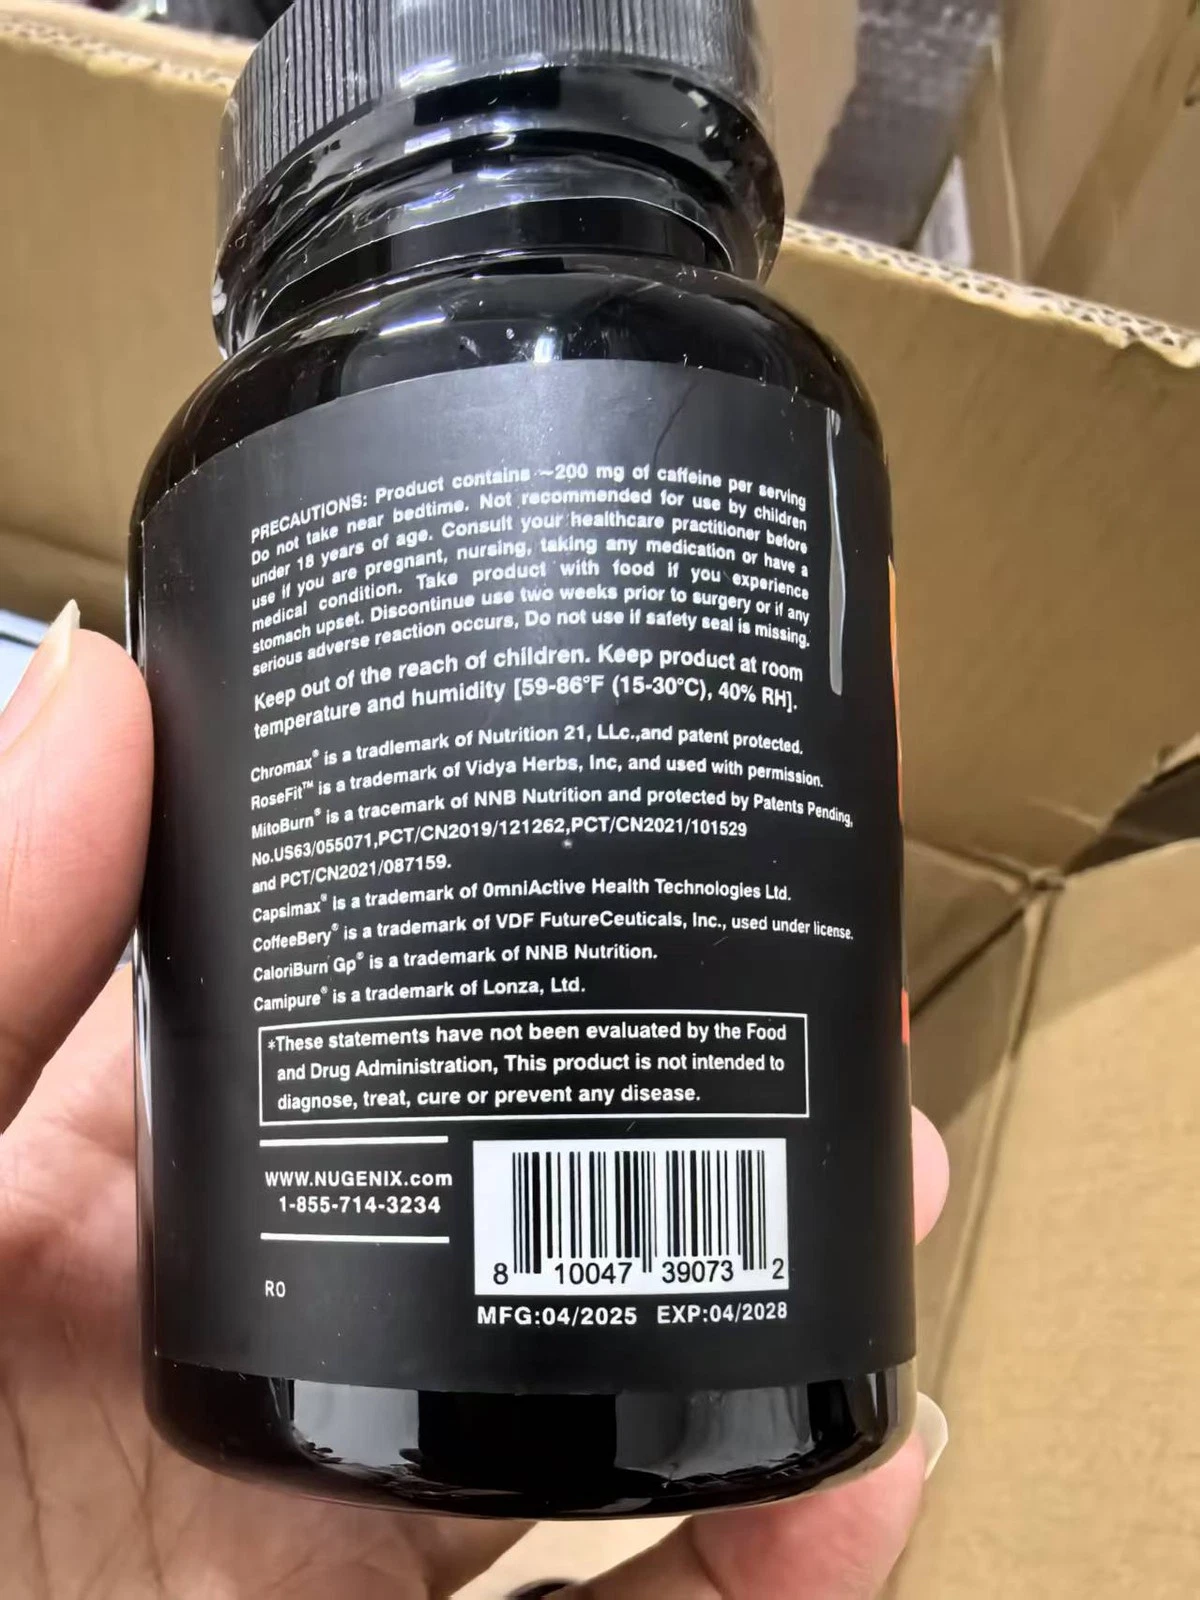 PRECAUTIONS: Product contains ~200 mg of caffeine per serving
Do not take near bedtime. Not recommended for use by children
under 18 years of age. Consult your healthcare practitioner before
use if you are pregnant, nursing, taking any medication or have a
medical condition. Take product with food if you experience
stomach upset. Discontinue use two weeks prior to surgery or if any
serious adverse reaction occurs, Do not use if safety seal is missing.
Keep out of the reach of children. Keep product at room
temperature and humidity [59-86°F (15-30°C), 40% RH].
Chromax® is a tradlemark of Nutrition 21, LLc.,and patent protected.
RoseFit™ is a trademark of Vidya Herbs, Inc, and used with permission.
MitoBurn® is a tracemark of NNB Nutrition and protected by Patents Pending,
No.US63/055071,PCT/CN2019/121262,PCT/CN2021/101529
and PCT/CN2021/087159.
Capsimax® is a trademark of 0mniActive Health Technologies Ltd.
CoffeeBery® is a trademark of VDF FutureCeuticals, Inc., used under license.
CaloriBurn Gp® is a trademark of NNB Nutrition.
Camipure® is a trademark of Lonza, Ltd.
*These statements have not been evaluated by the Food
and Drug Administration, This product is not intended to
diagnose, treat, cure or prevent any disease.
WWW.NUGENIX.com
1-855-714-3234
R0
8 10047 39073 2
MFG:04/2025 EXP:04/2028